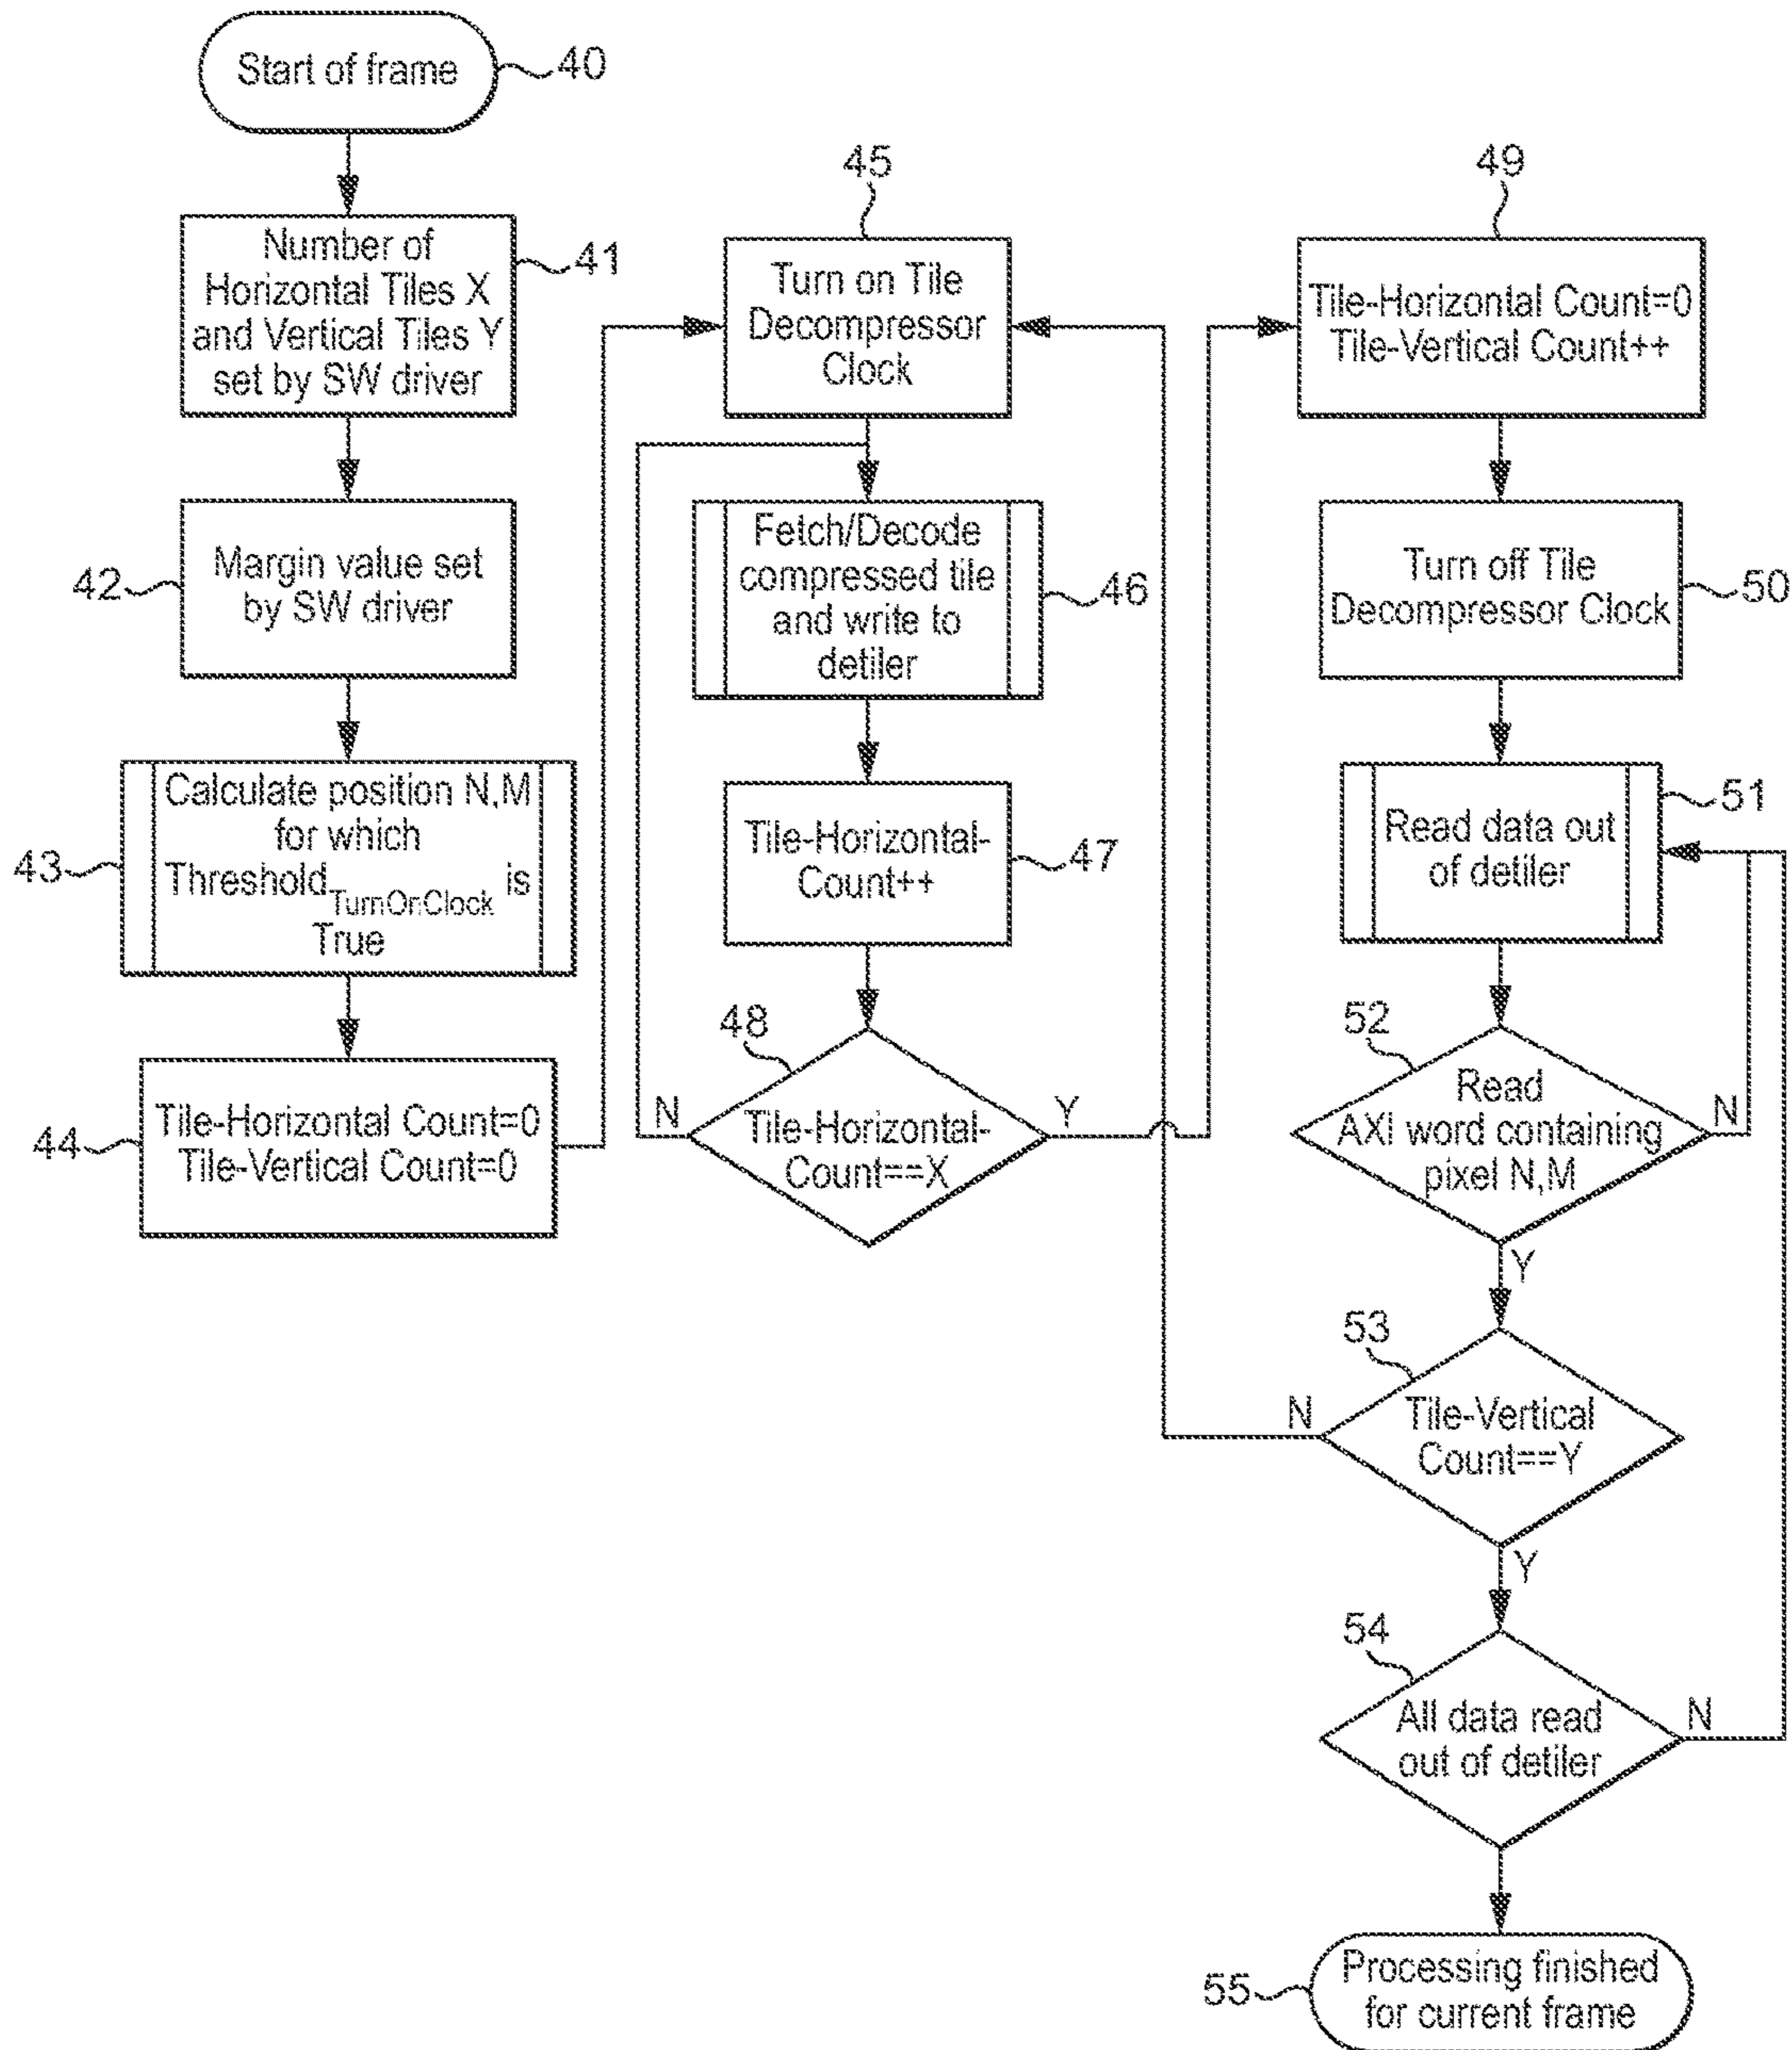 Start of frame
40
Number of
Horizontal Tiles X
and Vertical Tiles Y
set by SW driver
41
Margin value set
by SW driver
42
Calculate position N,M
for which
Threshold TurnOnClock is
True
43
Tile-Horizontal Count=0
Tile-Vertical Count=0
44
45
Turn on Tile
Decompressor
Clock
Fetch/Decode
compressed tile
and write to
detiler
46
Tile-Horizontal-
Count++
47
48
Tile-Horizontal-
Count==X
N
Y
49
Tile-Horizontal Count=0
Tile-Vertical Count++
Turn off Tile
Decompressor Clock
50
Read data out
of detiler
51
52
Read
AXI word containing
pixel N,M
N
Y
53
Tile-Vertical
Count==Y
N
Y
54
All data read
out of detiler
N
Processing finished
for current frame
55